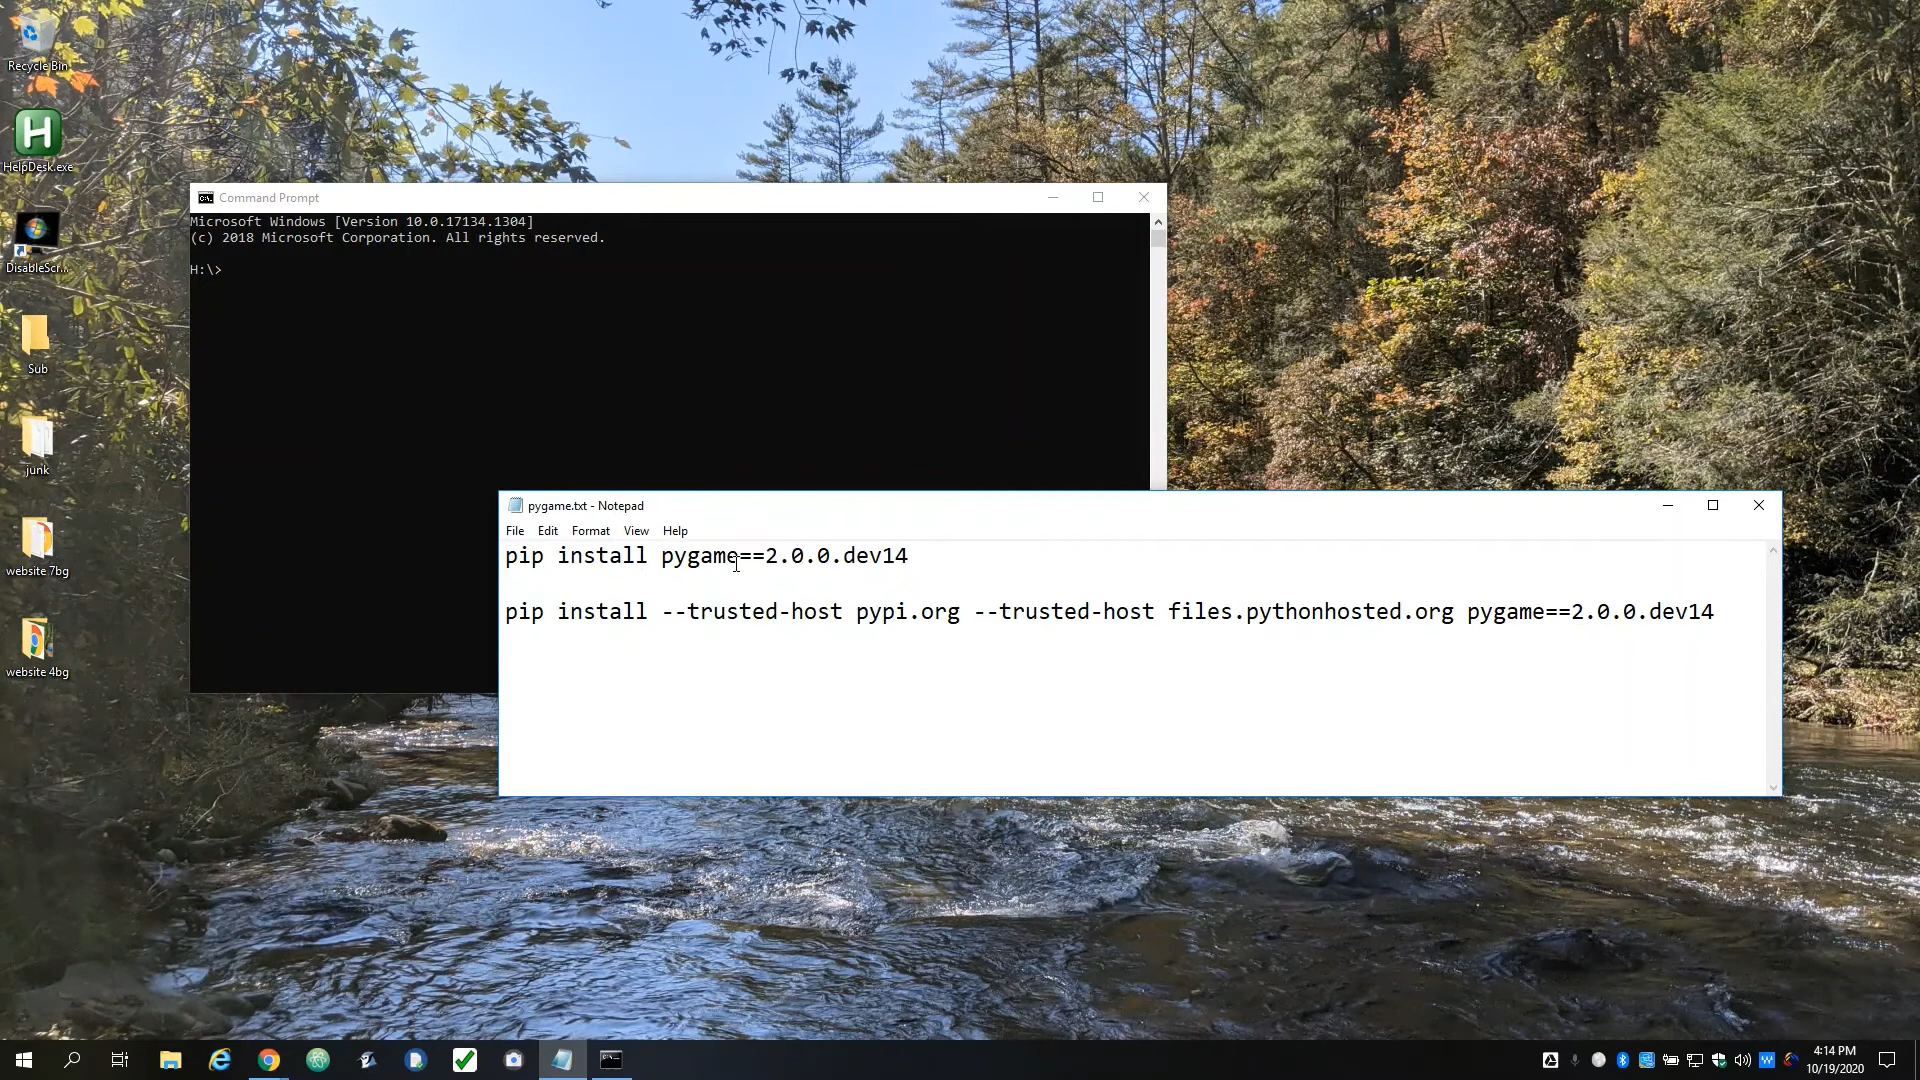 Recycle Bin
HelpDesk.exe
DisableScr...
Sub
junk
website 7bg
website 4bg
Command Prompt
Microsoft Windows [Version 10.0.17134.1304]
(c) 2018 Microsoft Corporation. All rights reserved.
H:\>
pygame.txt - Notepad
File Edit Format View Help
pip install pygame==2.0.0.dev14
pip install --trusted-host pypi.org --trusted-host files.pythonhosted.org pygame==2.0.0.dev14
4:14 PM
10/19/2020